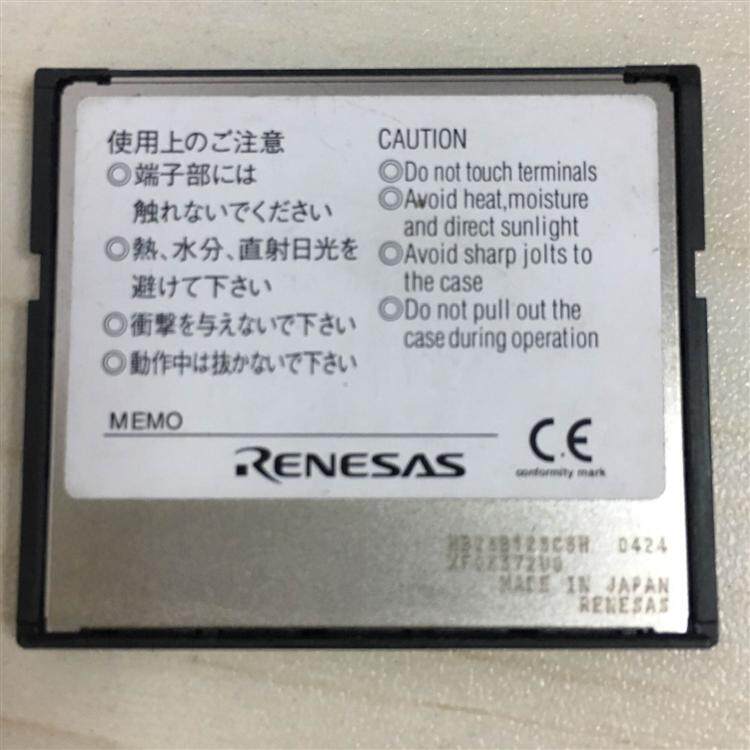 使用上のご注意
◎端子部には
触れないでください
◎熱、水分、直射日光を
避けて下さい
◎衝撃を与えないで下さい
◎動作中は抜かないで下さい
CAUTION
◎Do not touch terminals
◎Avoid heat,moisture
and direct sunlight
◎Avoid sharp jolts to
the case
◎Do not pull out the
case during operation
MEMO
RENESAS
CE
conformity mark
0424
MADE IN JAPAN
RENESAS